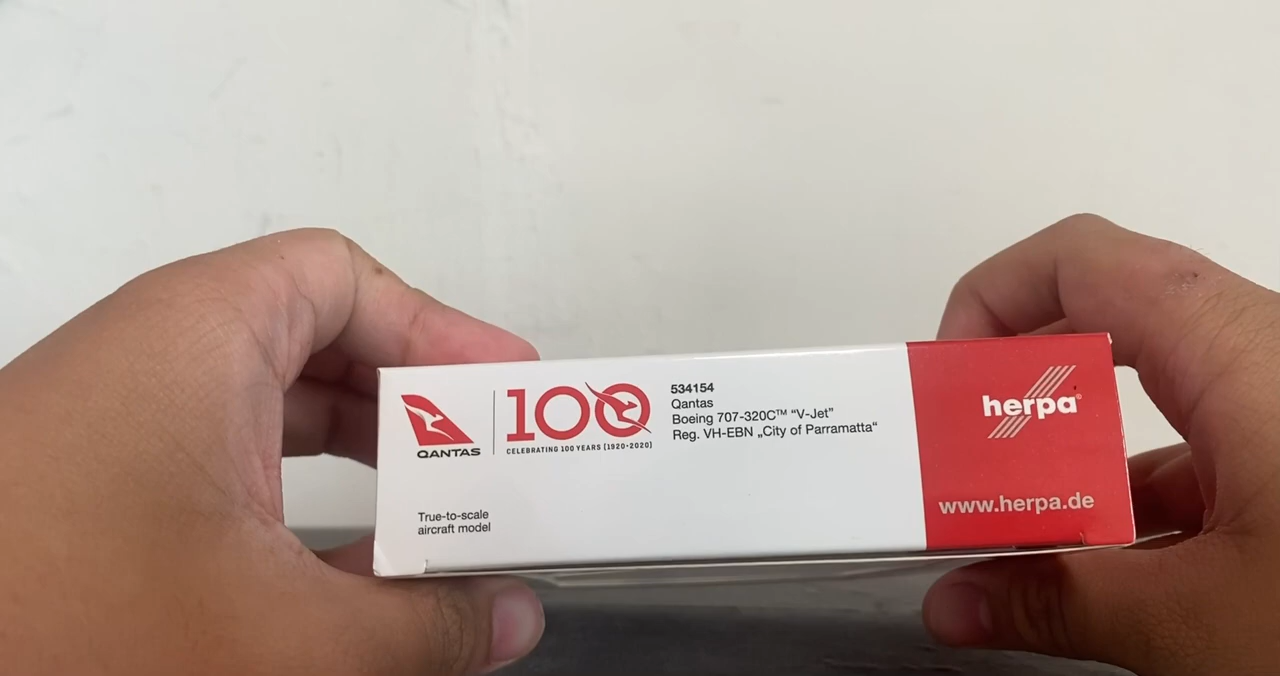 QANTAS
100
CELEBRATING 100 YEARS (1920•2020)
534154
Qantas
Boeing 707-320C™ “V-Jet”
Reg. VH-EBN „City of Parramatta“
True-to-scale
aircraft model
herpa®
www.herpa.de